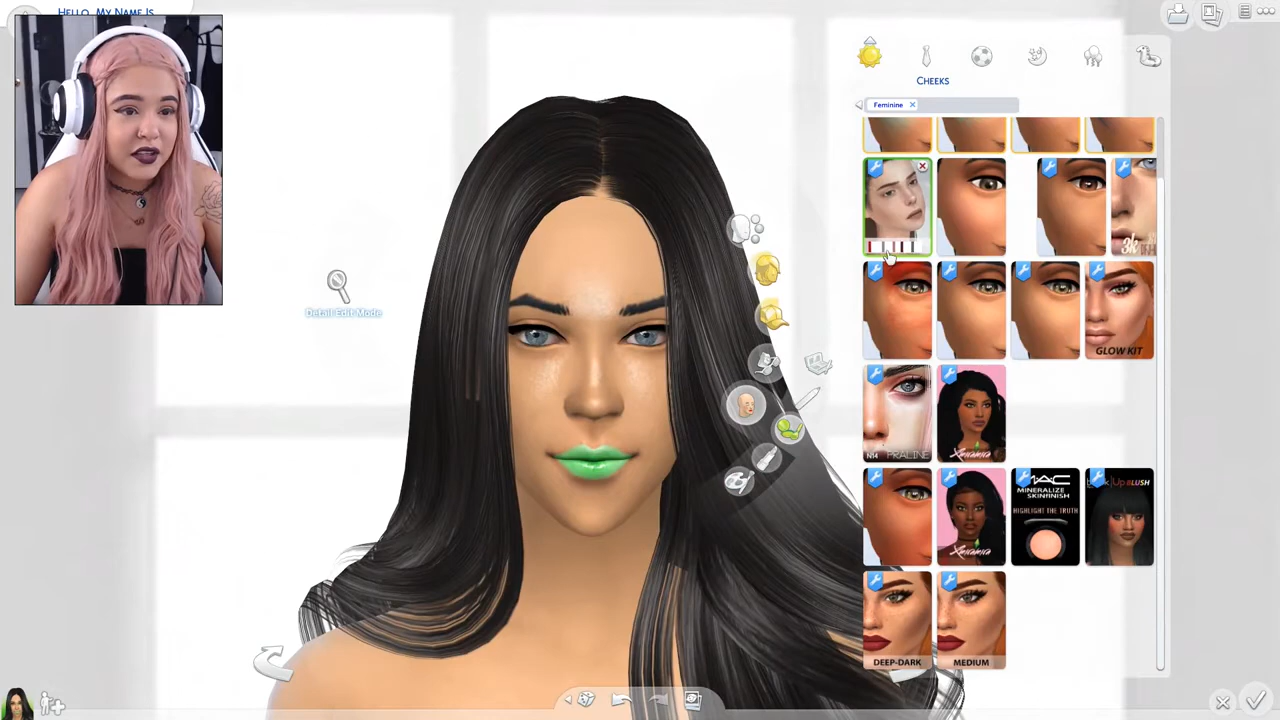 Hello, My Name Is
Cheeks
Feminine
Detail Edit Mode
3k
GLOW KIT
N14 PRALINE
Xmiramira
Xmiramira
MAC
MINERALIZE
SKINFINISH
HIGHLIGHT THE TRUTH
BLUSH
DEEP-DARK
MEDIUM